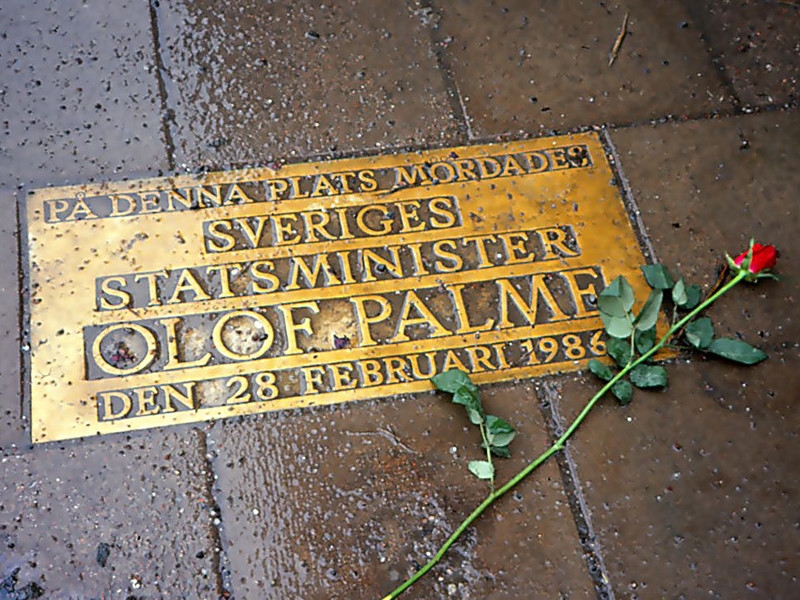 PÅ DENNA PLATS MÖRDADES
SVERIGES
STATSMINISTER
OLOF PALME
DEN 28 FEBRUARI 1986